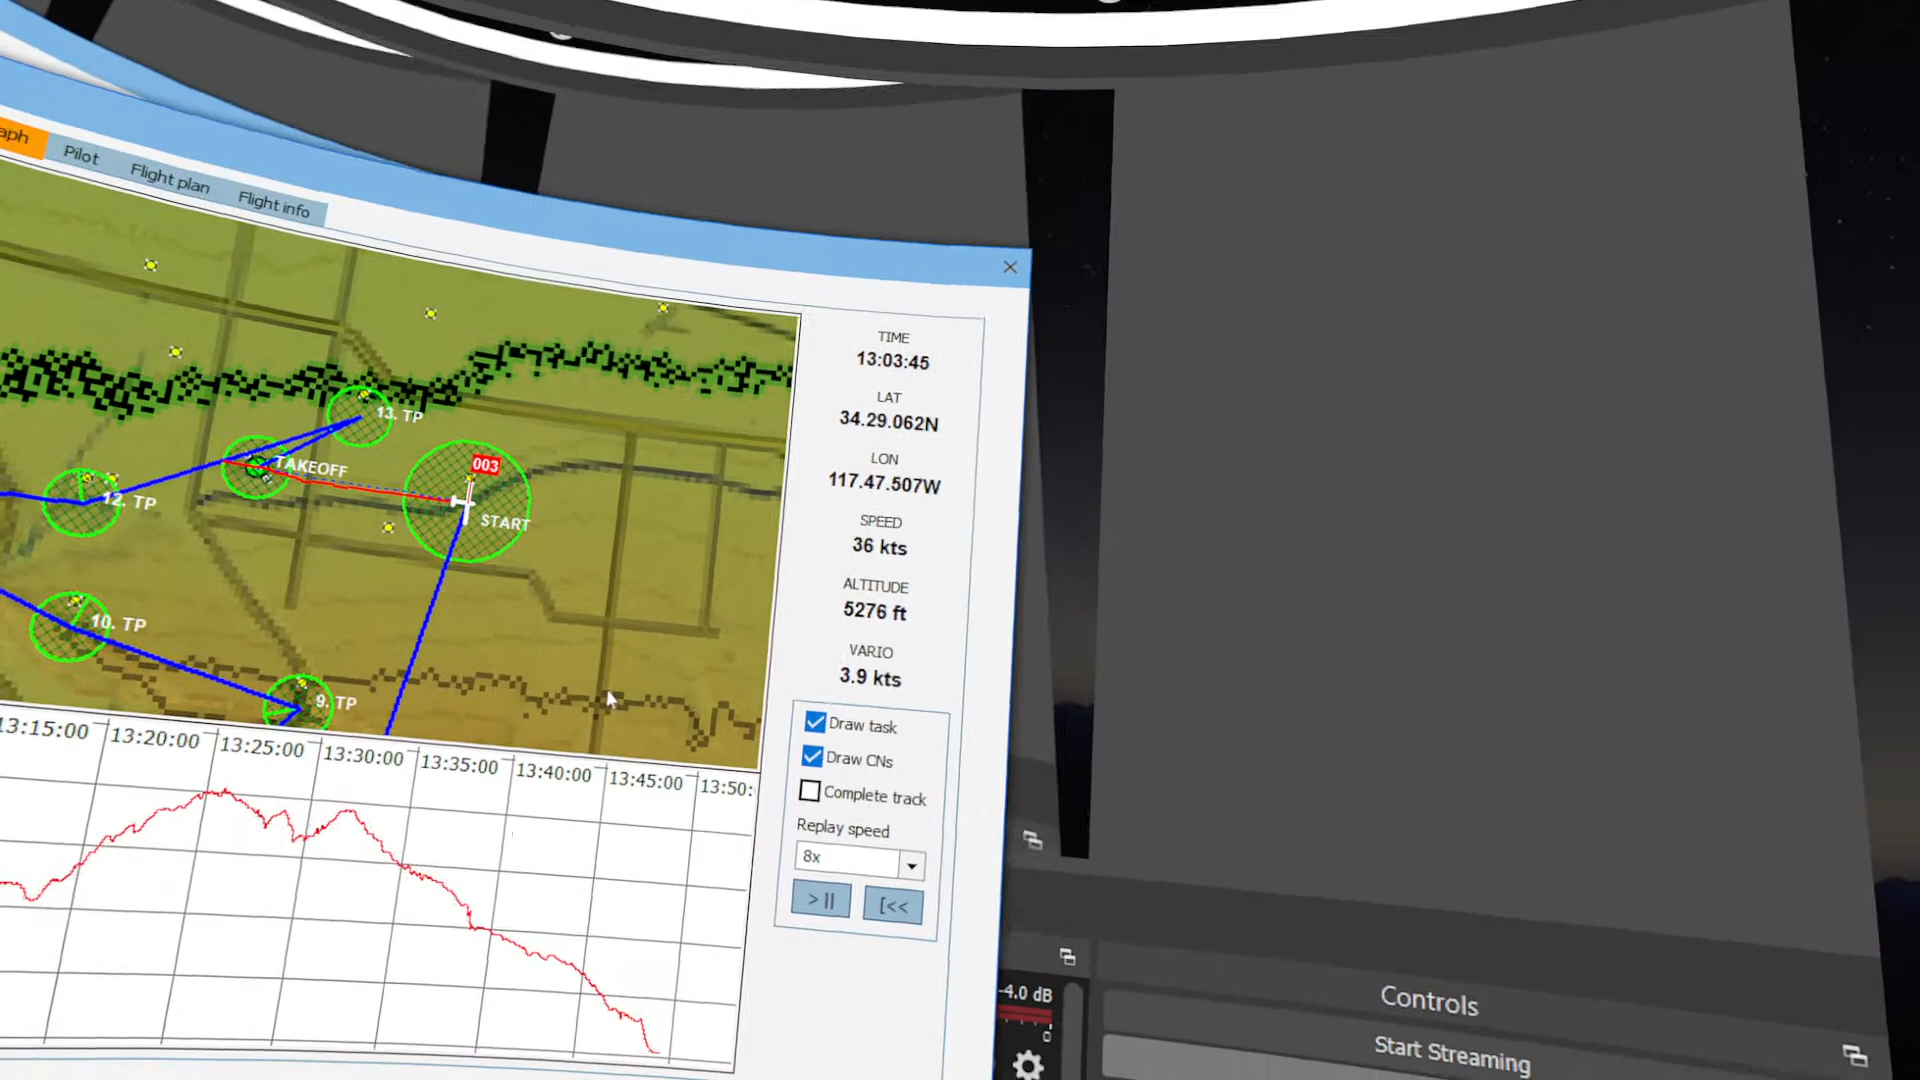 Pilot
Flight plan
Flight info
TIME
13:03:45
LAT
34.29.062N
LON
117.47.507W
SPEED
36 kts
ALTITUDE
5276 ft
VARIO
3.9 kts
13. TP
003
TAKEOFF
12. TP
START
10. TP
9. TP
Draw task
Draw CNs
Complete track
Replay speed
8x
>||
[<<
13:15:00
13:20:00
13:25:00
13:30:00
13:35:00
13:40:00
13:45:00
13:50:
-4.0 dB
0
Controls
Start Streaming